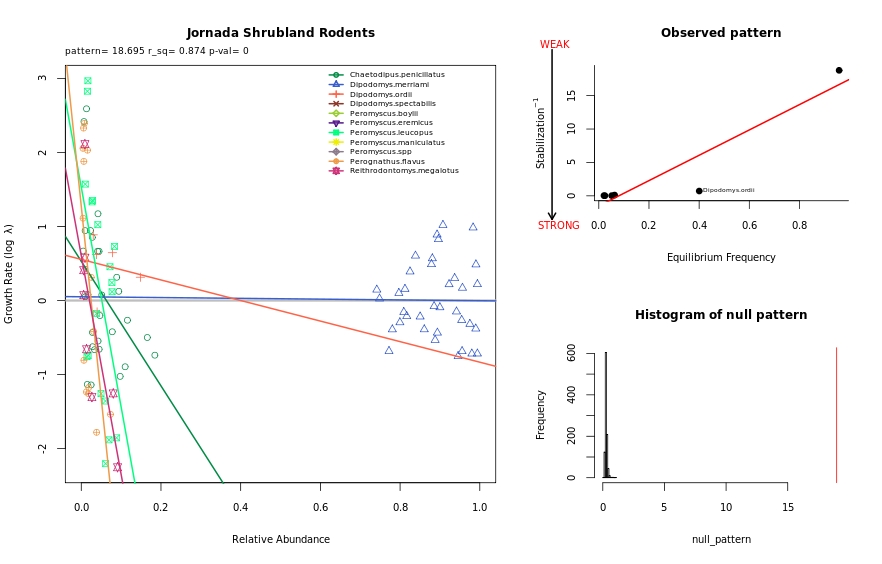 Jornada Shrubland Rodents
pattern= 18.695 r_sq= 0.874 p-val= 0
Growth Rate (log λ)
3
2
1
0
-1
-2
Chaetodipus.penicillatus
Dipodomys.merriami
Dipodomys.ordii
Dipodomys.spectabilis
Peromyscus.boylii
Peromyscus.eremicus
Peromyscus.leucopus
Peromyscus.maniculatus
Peromyscus.spp
Perognathus.flavus
Reithrodontomys.megalotus
0.0 0.2 0.4 0.6 0.8 1.0
Relative Abundance
Observed pattern
WEAK
STRONG
Stabilization⁻¹
15
10
5
0
Dipodomys.ordii
0.0 0.2 0.4 0.6 0.8
Equilibrium Frequency
Histogram of null pattern
Frequency
600
400
200
0
0 5 10 15
null_pattern